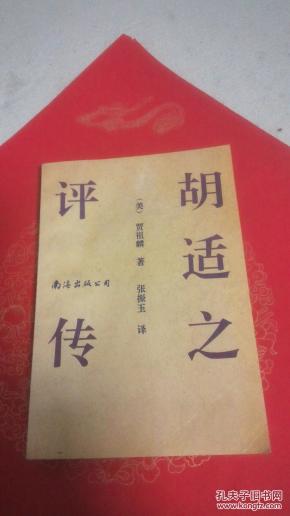 胡适之
评传
（美）贾祖麟 著
张振玉 译
南海出版公司
孔夫子旧书网